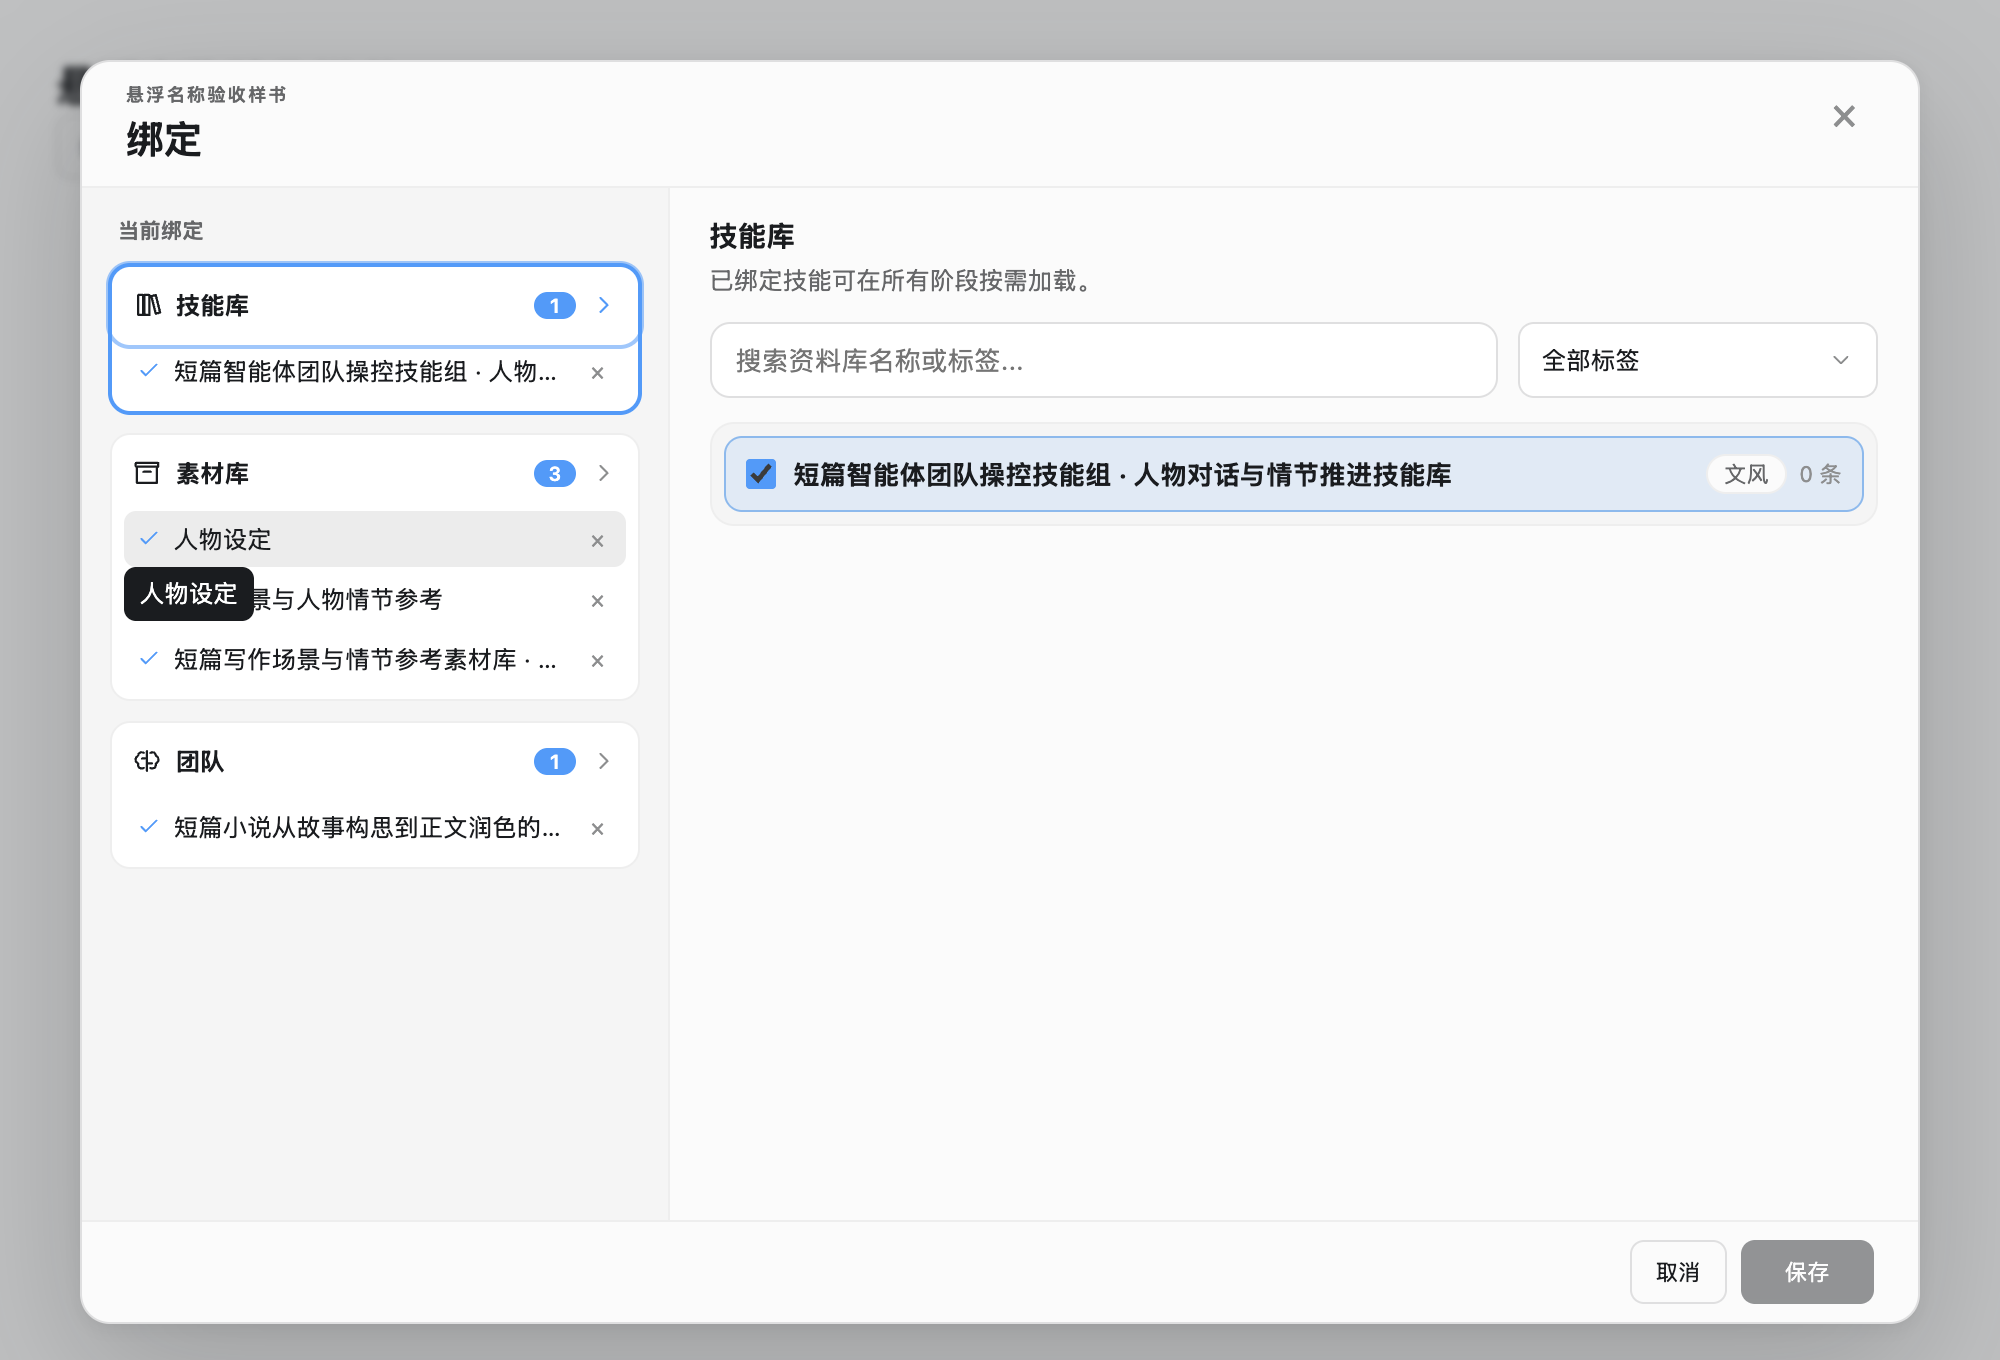 悬浮名称验收样书
绑定
当前绑定
技能库 1
短篇智能体团队操控技能组 · 人物...
素材库 3
人物设定
人物设定
景与人物情节参考
短篇写作场景与情节参考素材库 · ...
团队 1
短篇小说从故事构思到正文润色的...
技能库
已绑定技能可在所有阶段按需加载。
搜索资料库名称或标签...
全部标签
短篇智能体团队操控技能组 · 人物对话与情节推进技能库 文风 0 条
取消
保存